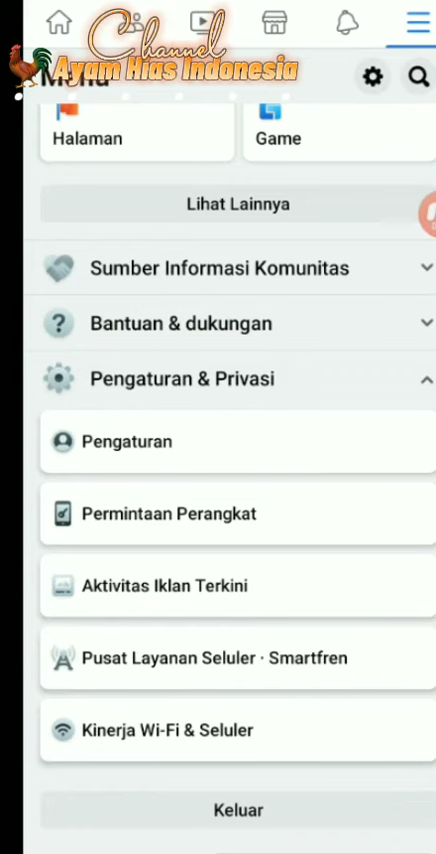 Channel
Ayam Hias Indonesia
Menu
Halaman
Game
Lihat Lainnya
Sumber Informasi Komunitas
Bantuan & dukungan
Pengaturan & Privasi
Pengaturan
Permintaan Perangkat
Aktivitas Iklan Terkini
Pusat Layanan Seluler · Smartfren
Kinerja Wi-Fi & Seluler
Keluar